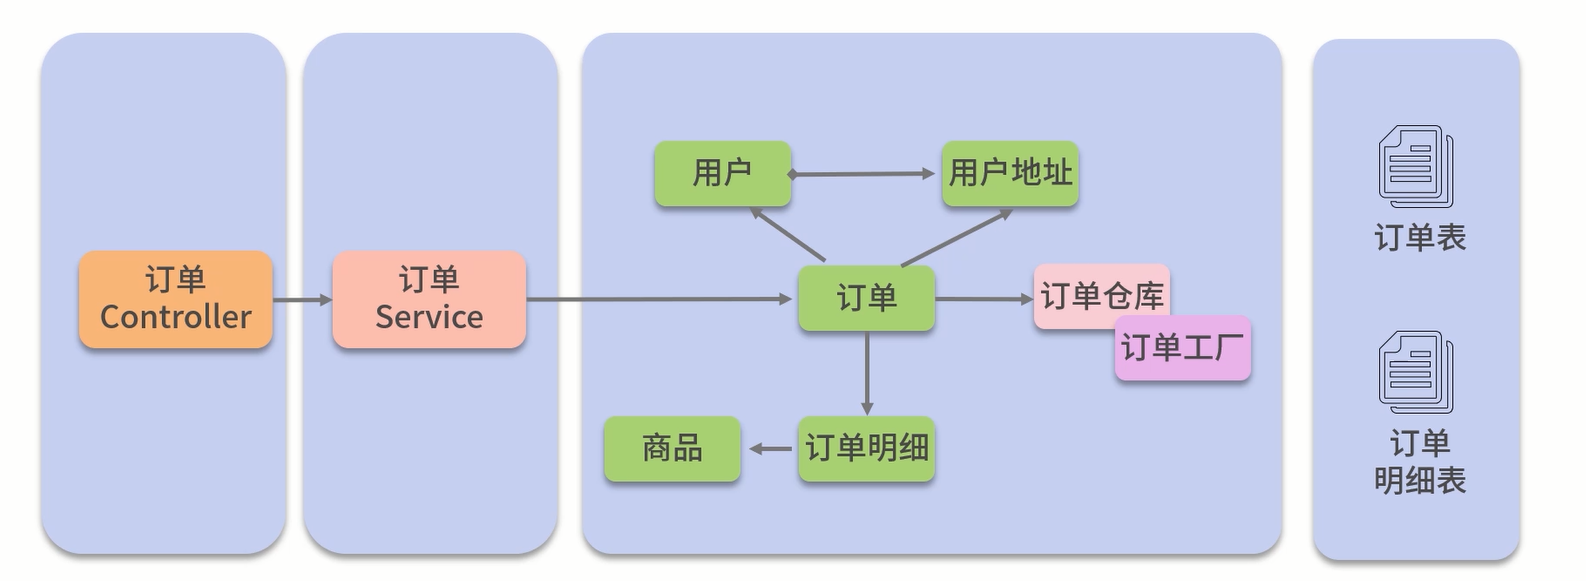 订单
Controller
订单
Service
用户
用户地址
订单
订单仓库
订单工厂
商品
订单明细
订单表
订单
明细表